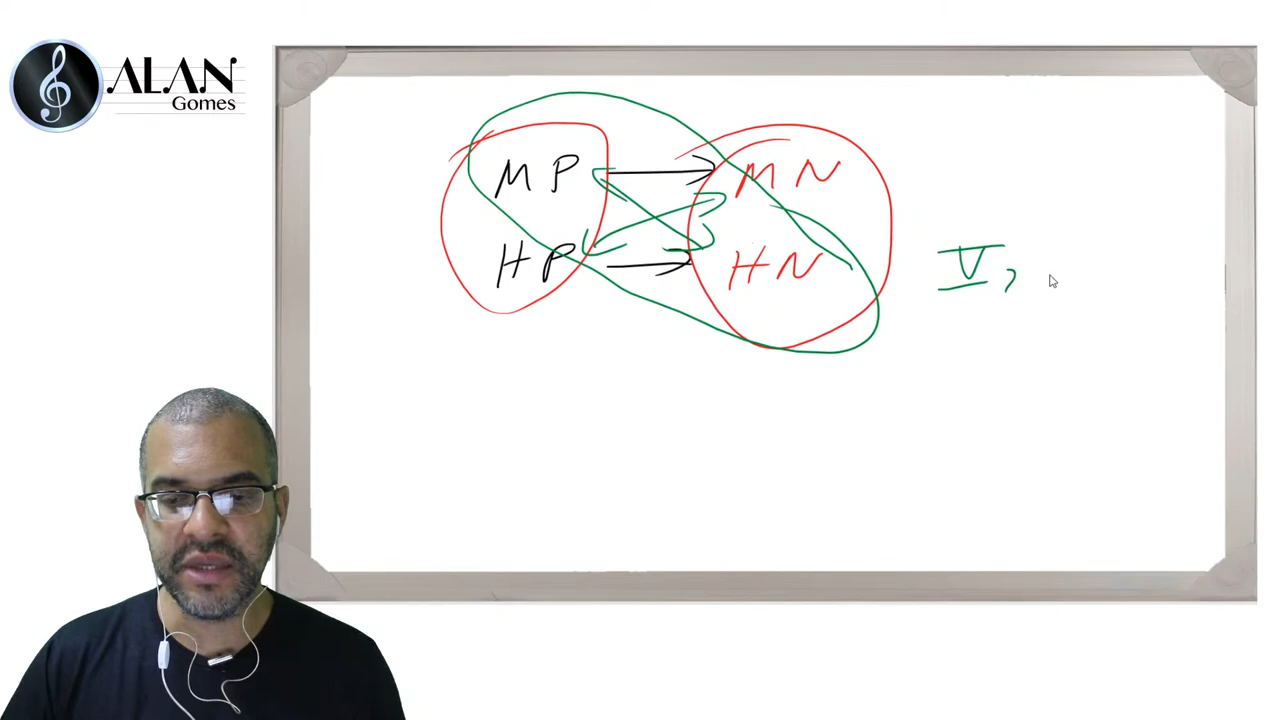 ALAN
Gomes
MP → MN
HP → HN
V,